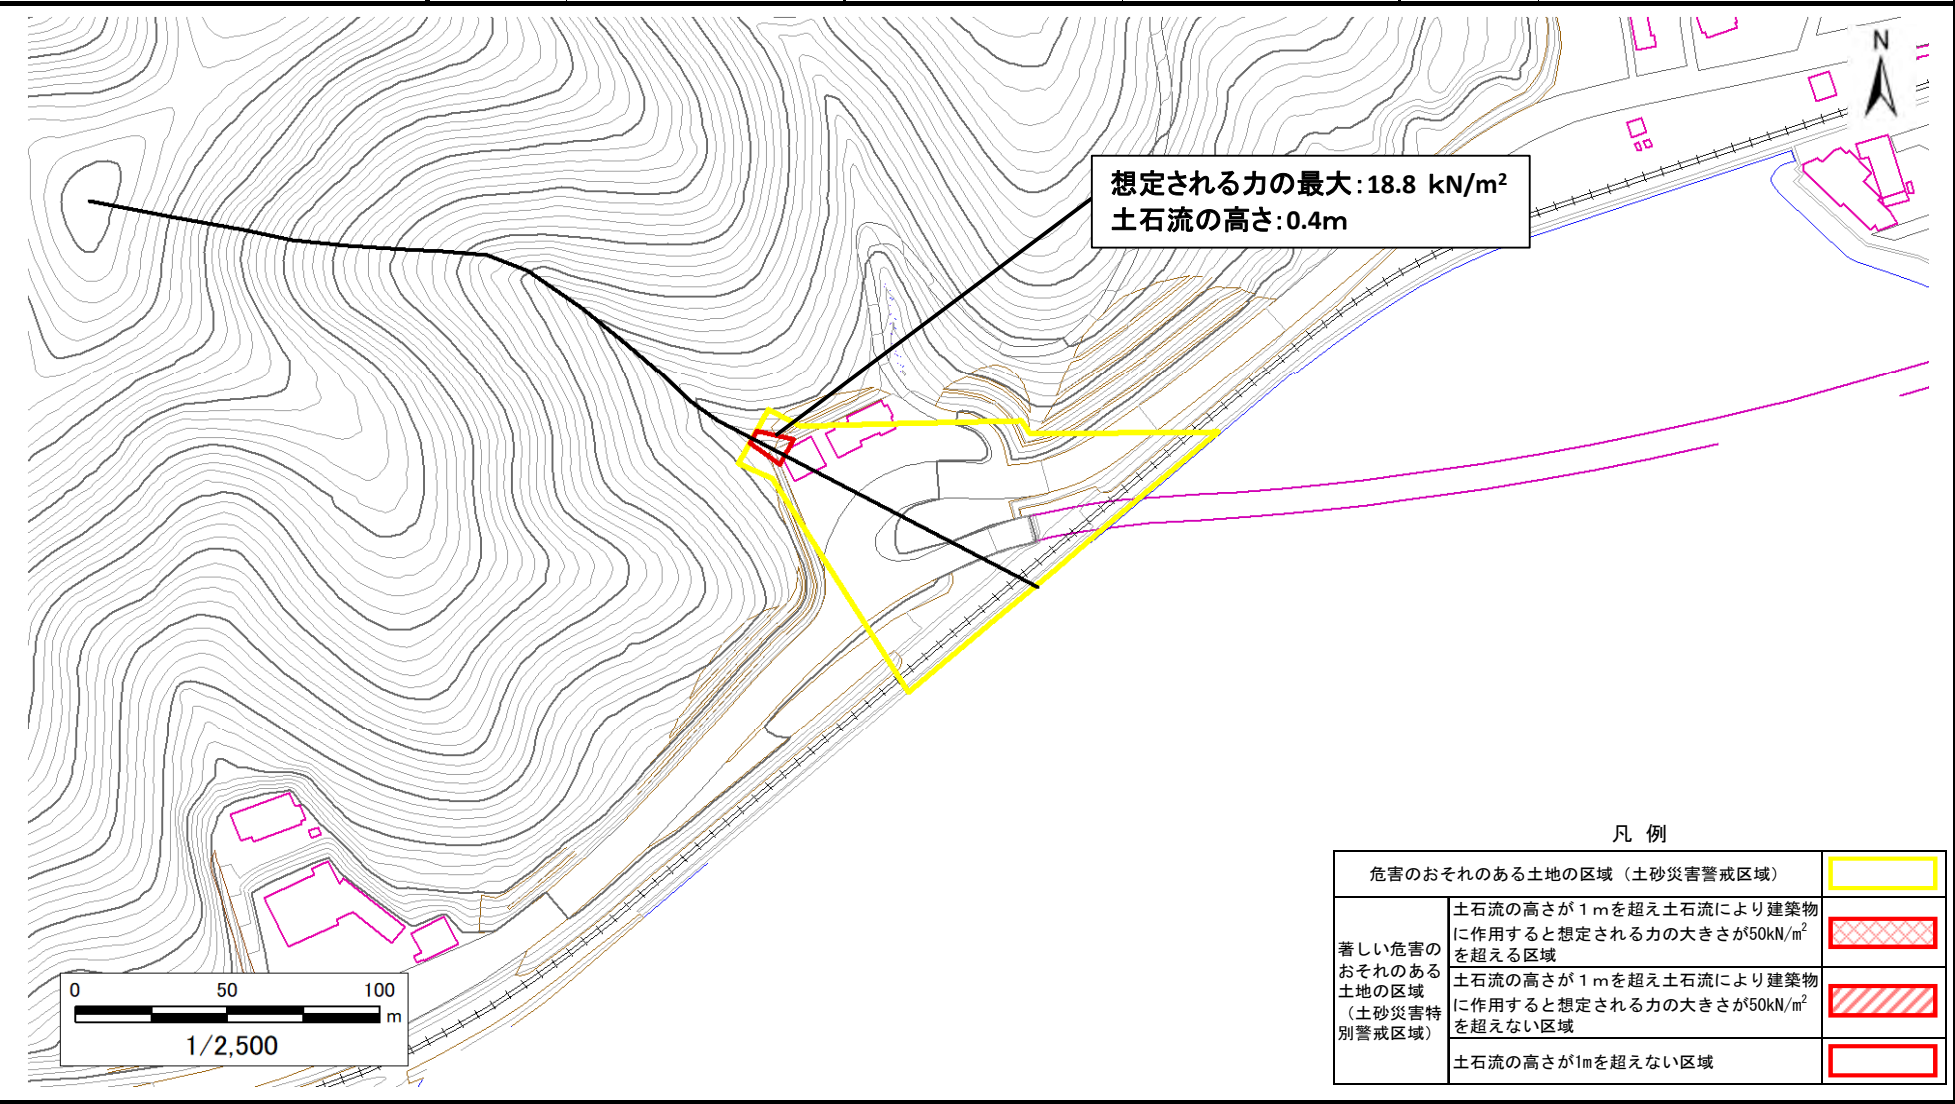 N
想定される力の最大:18.8 kN/m²
土石流の高さ:0.4m
凡 例
危害のおそれのある土地の区域（土砂災害警戒区域）
著しい危害の
おそれのある
土地の区域
（土砂災害特
別警戒区域）
土石流の高さが１ｍを超え土石流により建築物
に作用すると想定される力の大きさが50kN/m²
を超える区域
土石流の高さが１ｍを超え土石流により建築物
に作用すると想定される力の大きさが50kN/m²
を超えない区域
土石流の高さが1mを超えない区域
0 50 100
m
1/2,500